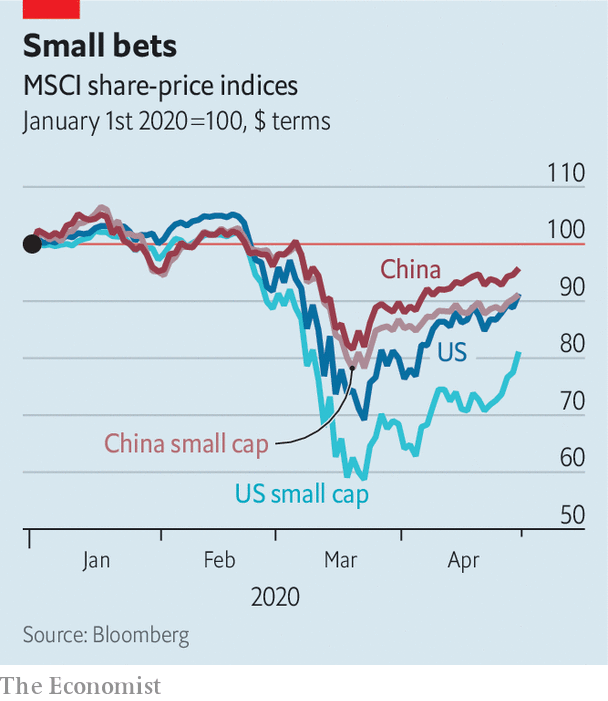 Small bets
MSCI share-price indices
January 1st 2020=100, $ terms
110
100
China
90
US
80
70
China small cap
60
US small cap
50
Jan Feb Mar Apr
2020
Source: Bloomberg
The Economist